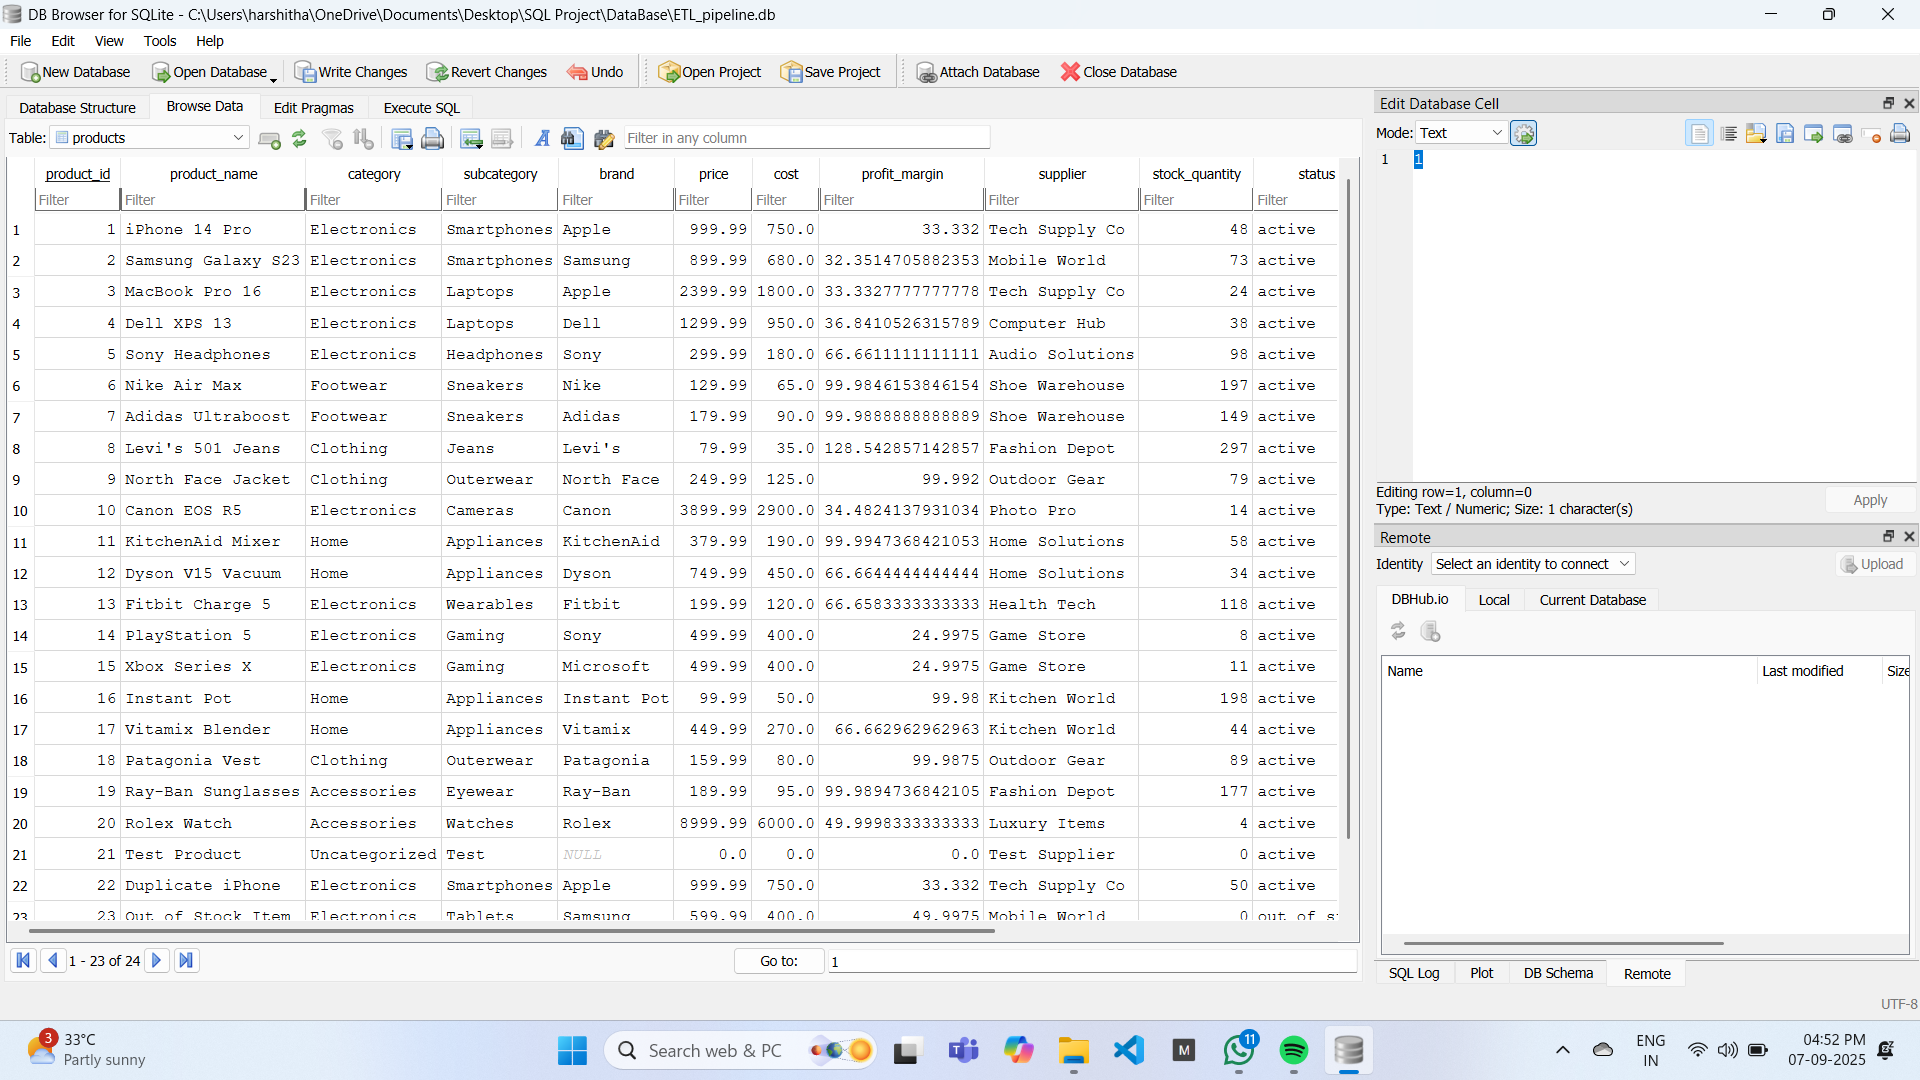 DB Browser for SQLite - C:\Users\harshitha\OneDrive\Documents\Desktop\SQL Project\DataBase\ETL_pipeline.db
File Edit View Tools Help
New Database Open Database Write Changes Revert Changes Undo Open Project Save Project Attach Database Close Database
Database Structure Browse Data Edit Pragmas Execute SQL
Table: products Filter in any column
product_id product_name category subcategory brand price cost profit_margin supplier stock_quantity status
Filter Filter Filter Filter Filter Filter Filter Filter Filter Filter Filter
1 1 iPhone 14 Pro Electronics Smartphones Apple 999.99 750.0 33.332 Tech Supply Co 48 active
2 2 Samsung Galaxy S23 Electronics Smartphones Samsung 899.99 680.0 32.3514705882353 Mobile World 73 active
3 3 MacBook Pro 16 Electronics Laptops Apple 2399.99 1800.0 33.3327777777778 Tech Supply Co 24 active
4 4 Dell XPS 13 Electronics Laptops Dell 1299.99 950.0 36.8410526315789 Computer Hub 38 active
5 5 Sony Headphones Electronics Headphones Sony 299.99 180.0 66.6611111111111 Audio Solutions 98 active
6 6 Nike Air Max Footwear Sneakers Nike 129.99 65.0 99.9846153846154 Shoe Warehouse 197 active
7 7 Adidas Ultraboost Footwear Sneakers Adidas 179.99 90.0 99.9888888888889 Shoe Warehouse 149 active
8 8 Levi's 501 Jeans Clothing Jeans Levi's 79.99 35.0 128.542857142857 Fashion Depot 297 active
9 9 North Face Jacket Clothing Outerwear North Face 249.99 125.0 99.992 Outdoor Gear 79 active
10 10 Canon EOS R5 Electronics Cameras Canon 3899.99 2900.0 34.4824137931034 Photo Pro 14 active
11 11 KitchenAid Mixer Home Appliances KitchenAid 379.99 190.0 99.9947368421053 Home Solutions 58 active
12 12 Dyson V15 Vacuum Home Appliances Dyson 749.99 450.0 66.6644444444444 Home Solutions 34 active
13 13 Fitbit Charge 5 Electronics Wearables Fitbit 199.99 120.0 66.6583333333333 Health Tech 118 active
14 14 PlayStation 5 Electronics Gaming Sony 499.99 400.0 24.9975 Game Store 8 active
15 15 Xbox Series X Electronics Gaming Microsoft 499.99 400.0 24.9975 Game Store 11 active
16 16 Instant Pot Home Appliances Instant Pot 99.99 50.0 99.98 Kitchen World 198 active
17 17 Vitamix Blender Home Appliances Vitamix 449.99 270.0 66.662962962963 Kitchen World 44 active
18 18 Patagonia Vest Clothing Outerwear Patagonia 159.99 80.0 99.9875 Outdoor Gear 89 active
19 19 Ray-Ban Sunglasses Accessories Eyewear Ray-Ban 189.99 95.0 99.9894736842105 Fashion Depot 177 active
20 20 Rolex Watch Accessories Watches Rolex 8999.99 6000.0 49.9998333333333 Luxury Items 4 active
21 21 Test Product Uncategorized Test NULL 0.0 0.0 0.0 Test Supplier 0 active
22 22 Duplicate iPhone Electronics Smartphones Apple 999.99 750.0 33.332 Tech Supply Co 50 active
23 23 Out of Stock Item Electronics Tablets Samsung 599.99 400.0 49.9975 Mobile World 0 out of s
1 - 23 of 24 Go to: 1
Edit Database Cell
Mode: Text
1 1
Editing row=1, column=0
Type: Text / Numeric; Size: 1 character(s)
Apply
Remote
Identity Select an identity to connect Upload
DBHub.io Local Current Database
Name Last modified Size
SQL Log Plot DB Schema Remote
UTF-8
3 33°C
Partly sunny
Search web & PC
M
11
ENG
IN
04:52 PM
07-09-2025